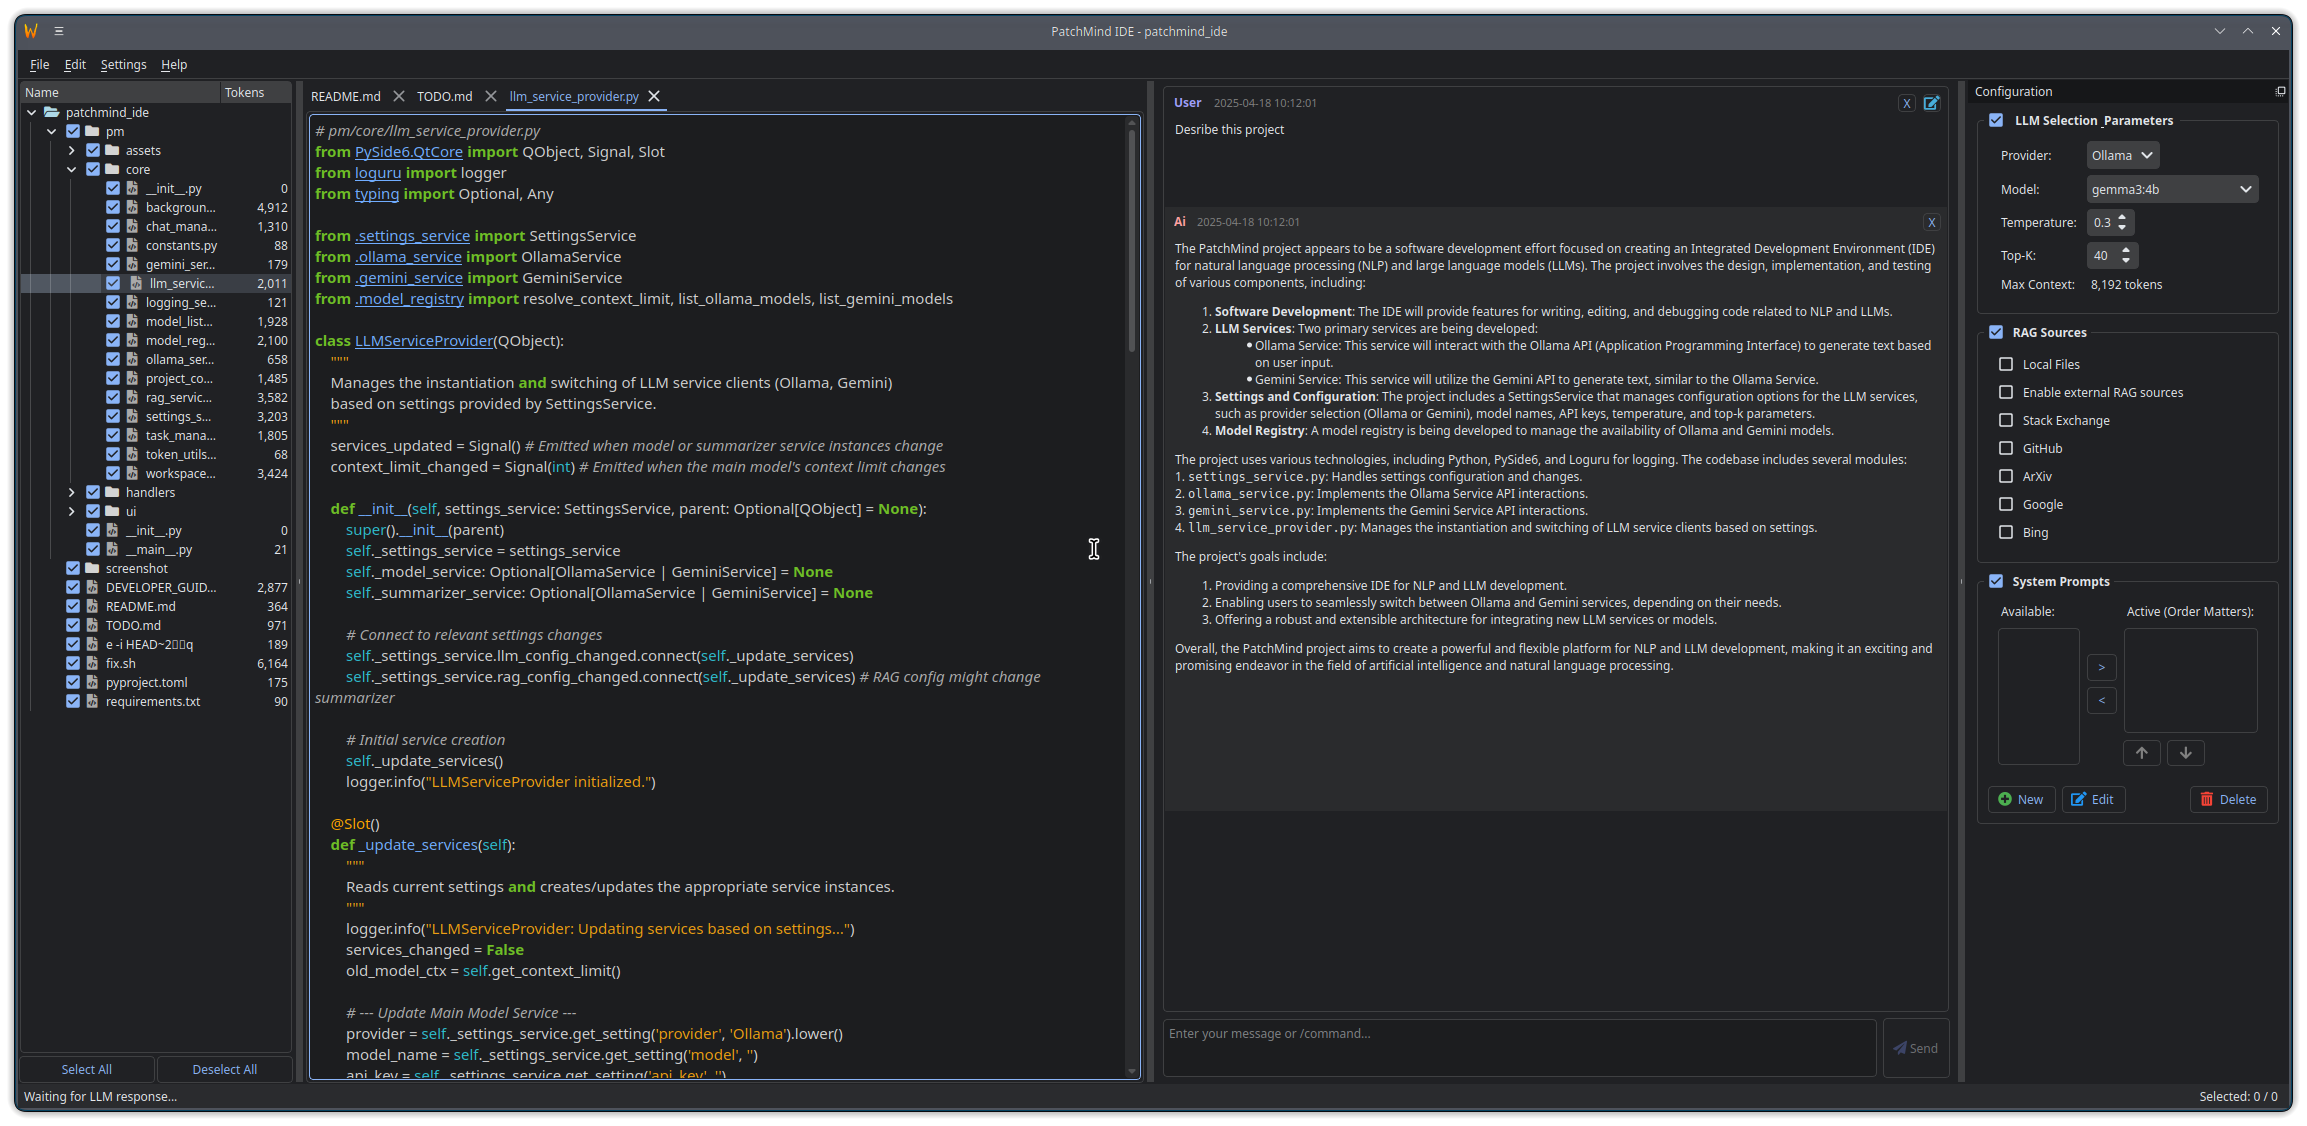 PatchMind IDE - patchmind_ide
File Edit Settings Help
Name Tokens
patchmind_ide
pm
assets
core
__init__.py 0
backgroun... 4,912
chat_mana... 1,310
constants.py 88
gemini_ser... 179
llm_servic... 2,011
logging_se... 121
model_list... 1,928
model_reg... 2,100
ollama_ser... 658
project_co... 1,485
rag_servic... 3,582
settings_s... 3,203
task_mana... 1,805
token_utils... 68
workspace... 3,424
handlers
ui
__init__.py 0
__main__.py 21
screenshot
DEVELOPER_GUID... 2,877
README.md 364
TODO.md 971
e -i HEAD~2▯▯q 189
fix.sh 6,164
pyproject.toml 175
requirements.txt 90
Select All Deselect All
README.md TODO.md llm_service_provider.py
# pm/core/llm_service_provider.py
from PySide6.QtCore import QObject, Signal, Slot
from loguru import logger
from typing import Optional, Any
from .settings_service import SettingsService
from .ollama_service import OllamaService
from .gemini_service import GeminiService
from .model_registry import resolve_context_limit, list_ollama_models, list_gemini_models
class LLMServiceProvider(QObject):
"""
Manages the instantiation and switching of LLM service clients (Ollama, Gemini)
based on settings provided by SettingsService.
"""
services_updated = Signal() # Emitted when model or summarizer service instances change
context_limit_changed = Signal(int) # Emitted when the main model's context limit changes
def __init__(self, settings_service: SettingsService, parent: Optional[QObject] = None):
super().__init__(parent)
self._settings_service = settings_service
self._model_service: Optional[OllamaService | GeminiService] = None
self._summarizer_service: Optional[OllamaService | GeminiService] = None
# Connect to relevant settings changes
self._settings_service.llm_config_changed.connect(self._update_services)
self._settings_service.rag_config_changed.connect(self._update_services) # RAG config might change
summarizer
# Initial service creation
self._update_services()
logger.info("LLMServiceProvider initialized.")
@Slot()
def _update_services(self):
"""
Reads current settings and creates/updates the appropriate service instances.
"""
logger.info("LLMServiceProvider: Updating services based on settings...")
services_changed = False
old_model_ctx = self.get_context_limit()
# --- Update Main Model Service ---
provider = self._settings_service.get_setting('provider', 'Ollama').lower()
model_name = self._settings_service.get_setting('model', '')
api_key = self._settings_service.get_setting('api_key', '')
User 2025-04-18 10:12:01 X
Desribe this project
Ai 2025-04-18 10:12:01 X
The PatchMind project appears to be a software development effort focused on creating an Integrated Development Environment (IDE)
for natural language processing (NLP) and large language models (LLMs). The project involves the design, implementation, and testing
of various components, including:
1. Software Development: The IDE will provide features for writing, editing, and debugging code related to NLP and LLMs.
2. LLM Services: Two primary services are being developed:
• Ollama Service: This service will interact with the Ollama API (Application Programming Interface) to generate text based
on user input.
• Gemini Service: This service will utilize the Gemini API to generate text, similar to the Ollama Service.
3. Settings and Configuration: The project includes a SettingsService that manages configuration options for the LLM services,
such as provider selection (Ollama or Gemini), model names, API keys, temperature, and top-k parameters.
4. Model Registry: A model registry is being developed to manage the availability of Ollama and Gemini models.
The project uses various technologies, including Python, PySide6, and Loguru for logging. The codebase includes several modules:
1. settings_service.py: Handles settings configuration and changes.
2. ollama_service.py: Implements the Ollama Service API interactions.
3. gemini_service.py: Implements the Gemini Service API interactions.
4. llm_service_provider.py: Manages the instantiation and switching of LLM service clients based on settings.
The project's goals include:
1. Providing a comprehensive IDE for NLP and LLM development.
2. Enabling users to seamlessly switch between Ollama and Gemini services, depending on their needs.
3. Offering a robust and extensible architecture for integrating new LLM services or models.
Overall, the PatchMind project aims to create a powerful and flexible platform for NLP and LLM development, making it an exciting and
promising endeavor in the field of artificial intelligence and natural language processing.
Enter your message or /command...
Send
Configuration
LLM Selection_Parameters
Provider: Ollama
Model: gemma3:4b
Temperature: 0.3
Top-K: 40
Max Context: 8,192 tokens
RAG Sources
Local Files
Enable external RAG sources
Stack Exchange
GitHub
ArXiv
Google
Bing
System Prompts
Available: Active (Order Matters):
>
<
New Edit Delete
Waiting for LLM response... Selected: 0 / 0